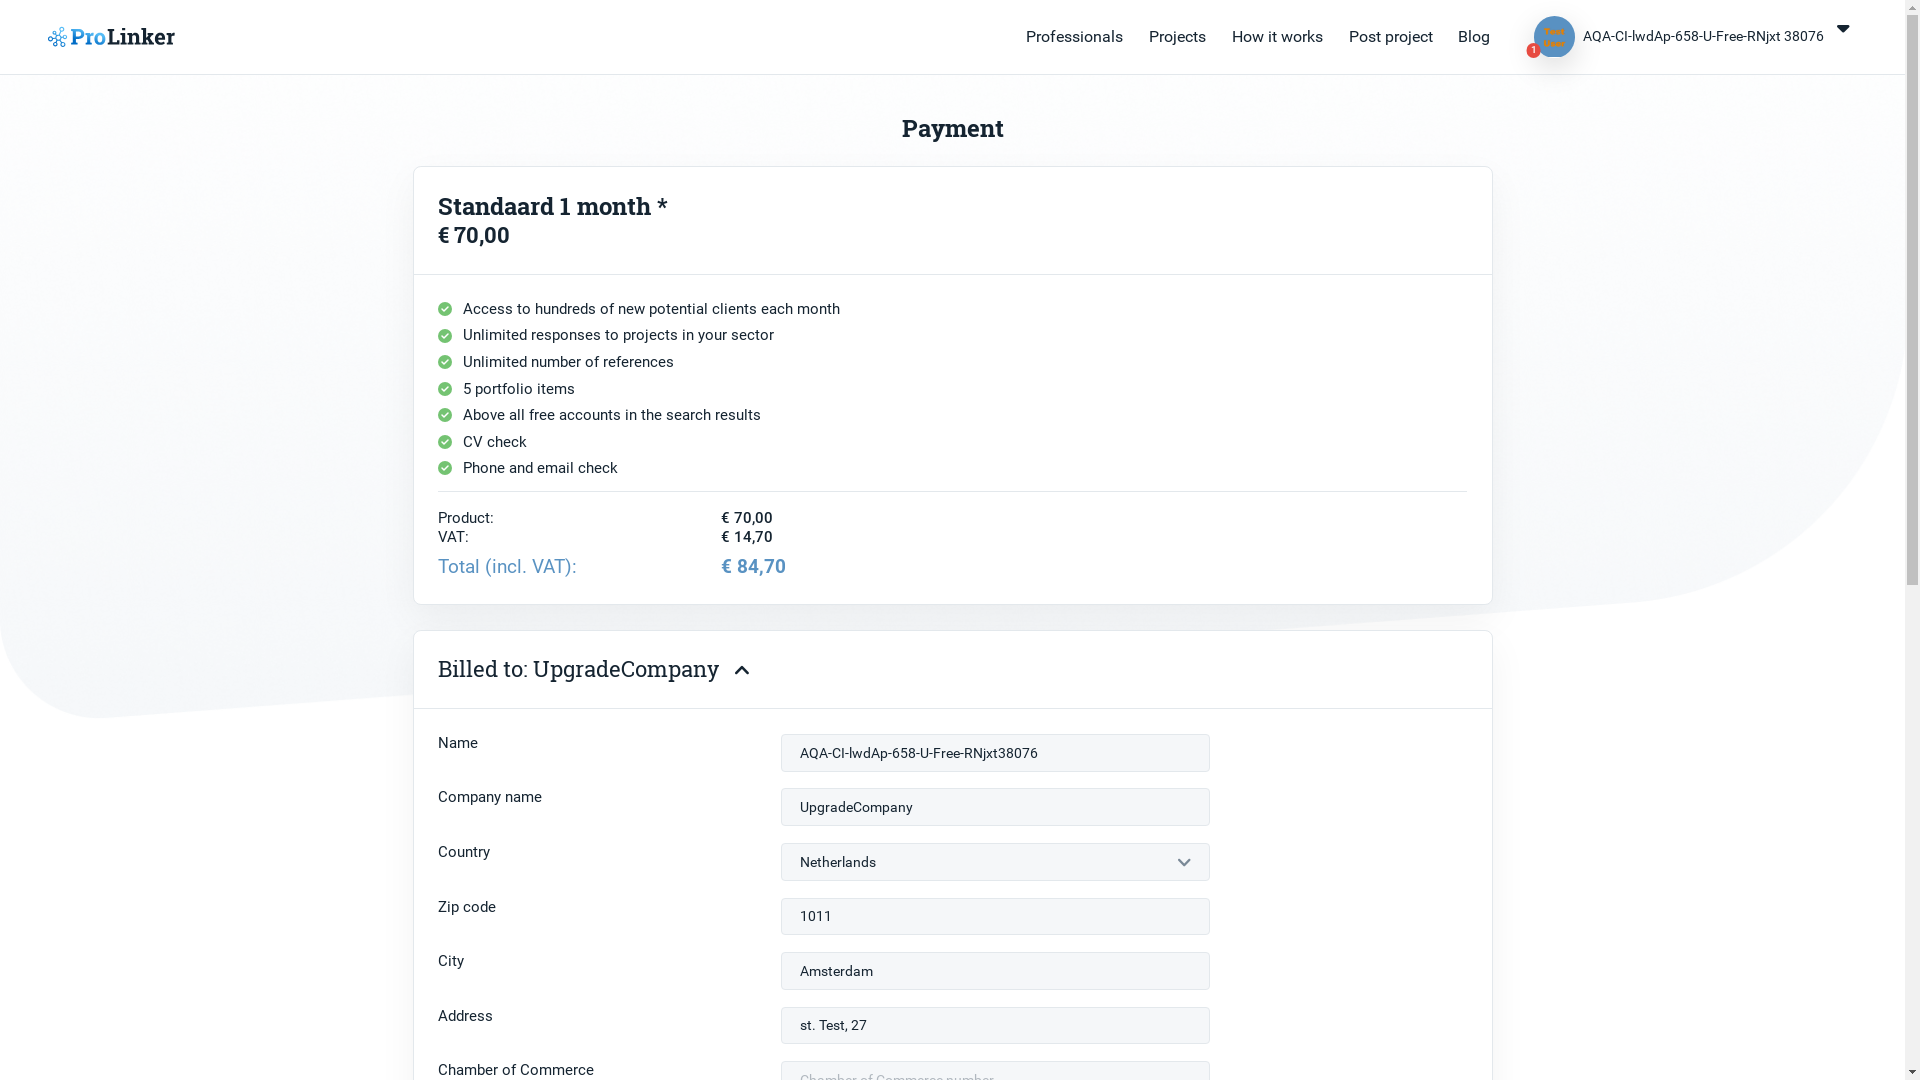 ProLinker
Professionals Projects How it works Post project Blog
Test
User
1
AQA-CI-lwdAp-658-U-Free-RNjxt 38076
Payment
Standaard 1 month *
€ 70,00
Access to hundreds of new potential clients each month
Unlimited responses to projects in your sector
Unlimited number of references
5 portfolio items
Above all free accounts in the search results
CV check
Phone and email check
Product: € 70,00
VAT: € 14,70
Total (incl. VAT): € 84,70
Billed to: UpgradeCompany
Name AQA-CI-lwdAp-658-U-Free-RNjxt38076
Company name UpgradeCompany
Country Netherlands
Zip code 1011
City Amsterdam
Address st. Test, 27
Chamber of Commerce Chamber of Commerce number